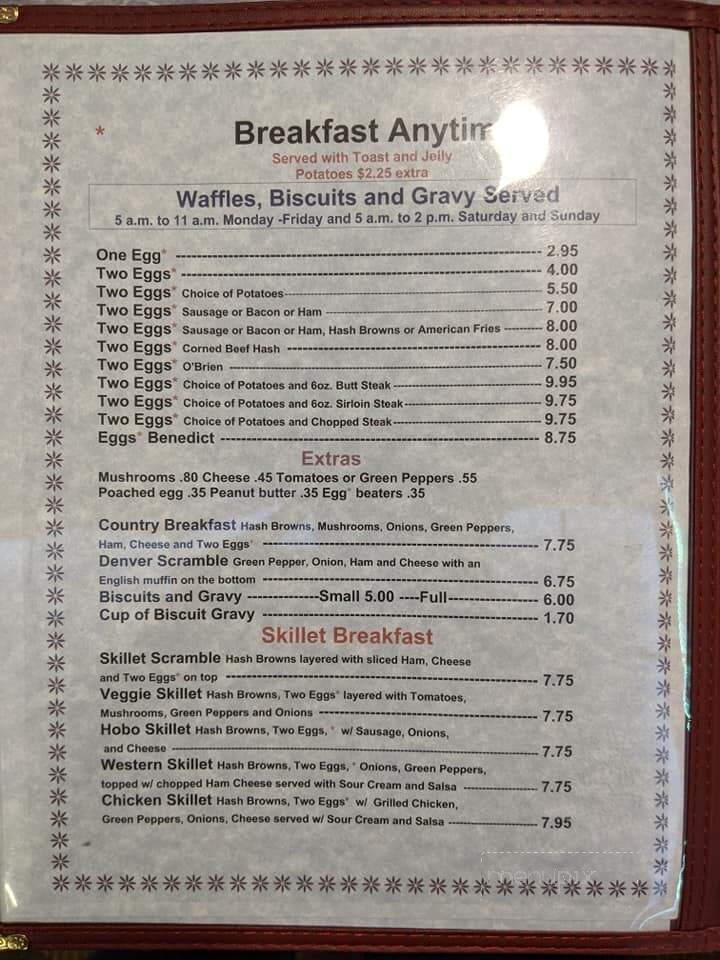 * Breakfast Anytim
Served with Toast and Jelly
Potatoes $2.25 extra
Waffles, Biscuits and Gravy Served
5 a.m. to 11 a.m. Monday -Friday and 5 a.m. to 2 p.m. Saturday and Sunday
One Egg* 2.95
Two Eggs* 4.00
Two Eggs* Choice of Potatoes 5.50
Two Eggs* Sausage or Bacon or Ham 7.00
Two Eggs* Sausage or Bacon or Ham, Hash Browns or American Fries 8.00
Two Eggs* Corned Beef Hash 8.00
Two Eggs* O'Brien 7.50
Two Eggs* Choice of Potatoes and 6oz. Butt Steak 9.95
Two Eggs* Choice of Potatoes and 6oz. Sirloin Steak 9.75
Two Eggs* Choice of Potatoes and Chopped Steak 9.75
Eggs* Benedict 8.75
Extras
Mushrooms .80 Cheese .45 Tomatoes or Green Peppers .55
Poached egg .35 Peanut butter .35 Egg* beaters .35
Country Breakfast Hash Browns, Mushrooms, Onions, Green Peppers,
Ham, Cheese and Two Eggs* 7.75
Denver Scramble Green Pepper, Onion, Ham and Cheese with an
English muffin on the bottom 6.75
Biscuits and Gravy Small 5.00 Full 6.00
Cup of Biscuit Gravy 1.70
Skillet Breakfast
Skillet Scramble Hash Browns layered with sliced Ham, Cheese
and Two Eggs* on top 7.75
Veggie Skillet Hash Browns, Two Eggs* layered with Tomatoes,
Mushrooms, Green Peppers and Onions 7.75
Hobo Skillet Hash Browns, Two Eggs, * w/ Sausage, Onions,
and Cheese 7.75
Western Skillet Hash Browns, Two Eggs, * Onions, Green Peppers,
topped w/ chopped Ham Cheese served with Sour Cream and Salsa 7.75
Chicken Skillet Hash Browns, Two Eggs* w/ Grilled Chicken,
Green Peppers, Onions, Cheese served w/ Sour Cream and Salsa 7.95
menupix